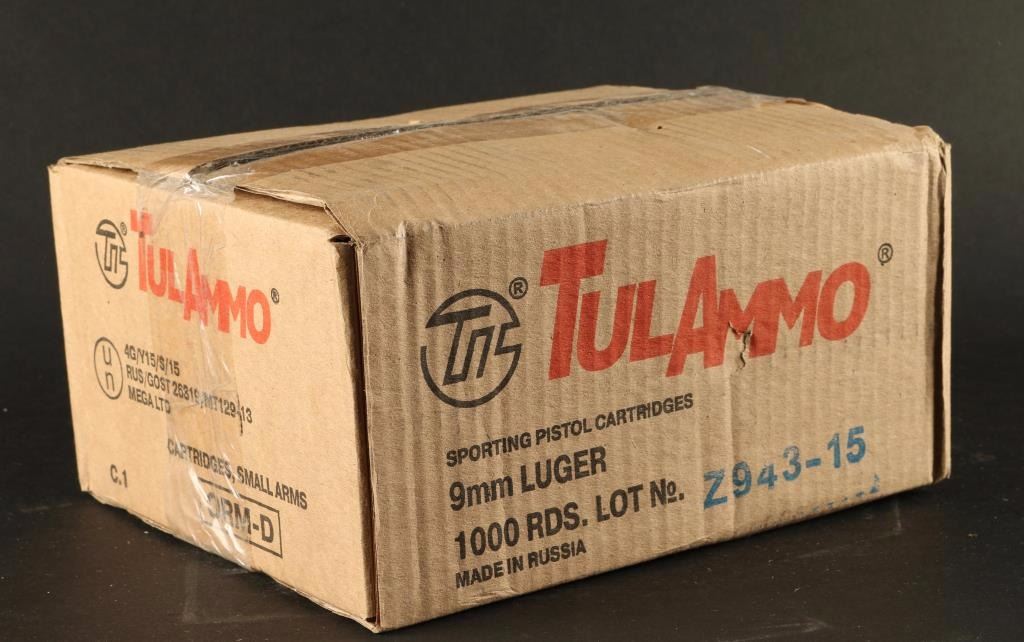 TULAMMO®
4G/Y15/S/15
RUS/GOST 26319/MT129-13
MEGA LTD
CARTRIDGES, SMALL ARMS
C.1
ORM-D
®
TULAMMO®
SPORTING PISTOL CARTRIDGES
9mm LUGER
1000 RDS. LOT No. Z943-15
MADE IN RUSSIA